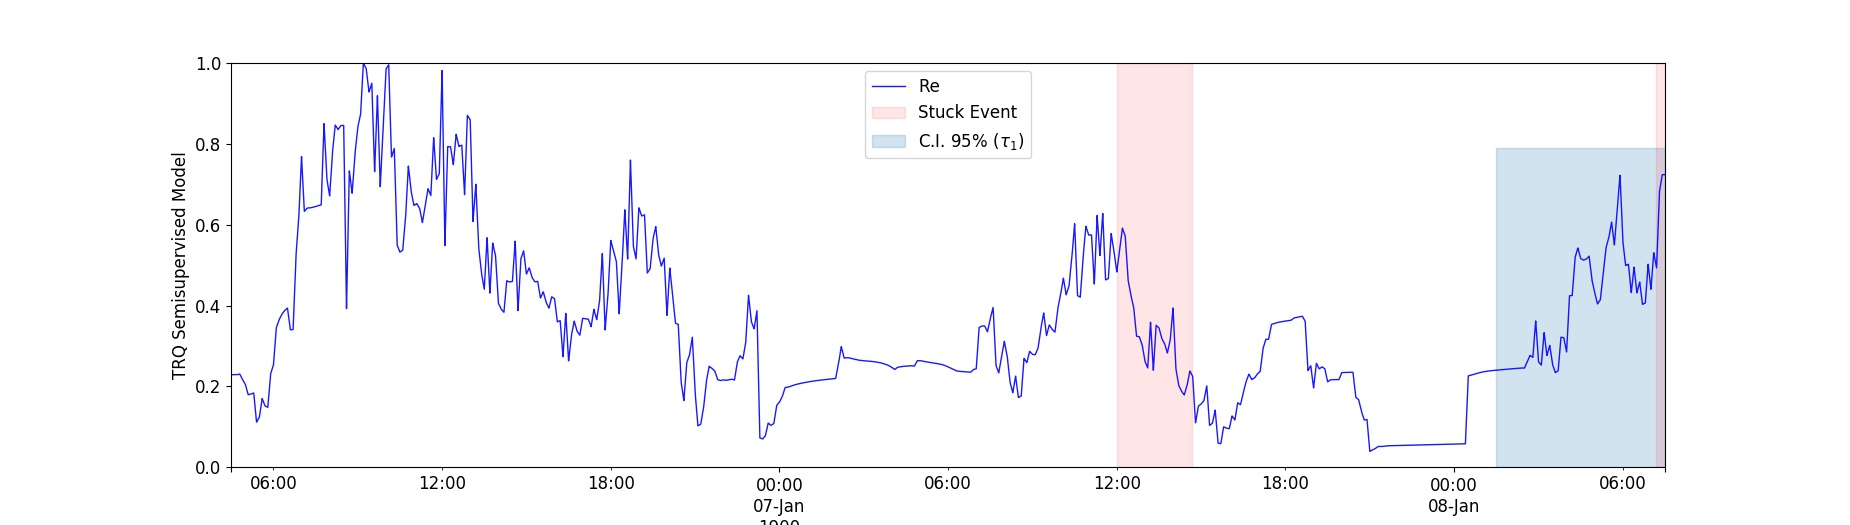 1.0
0.8
0.6
0.4
0.2
0.0
TRQ Semisupervised Model
Re
Stuck Event
C.I. 95% (τ₁)
06:00
12:00
18:00
00:00
07-Jan
1900
06:00
12:00
18:00
00:00
08-Jan
06:00